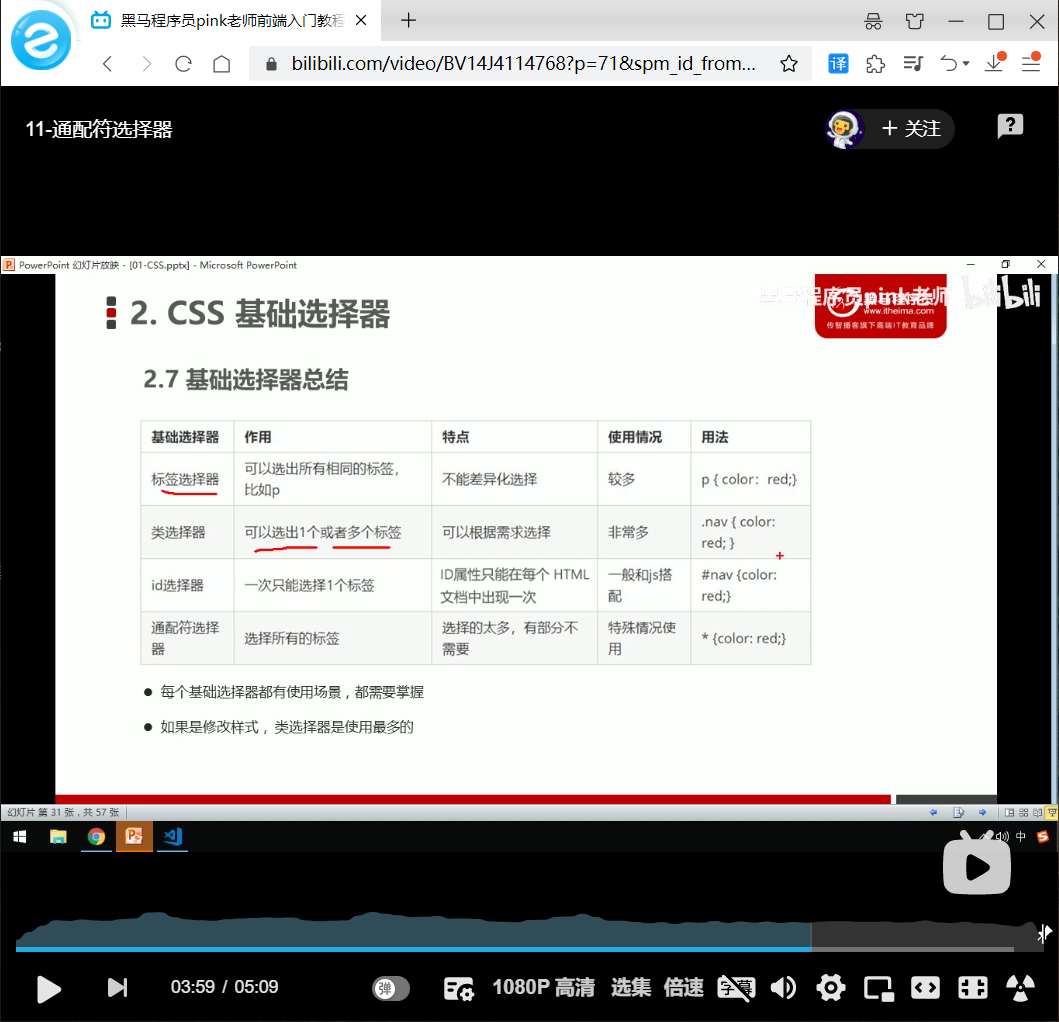 黑马程序员pink老师前端入门教程
bilibili.com/video/BV14J4114768?p=71&spm_id_from...
译
11-通配符选择器
+ 关注
PowerPoint 幻灯片放映 - [01-CSS.pptx] - Microsoft PowerPoint
2. CSS 基础选择器
黑马程序员pink老师
bilibili
www.itheima.com
传智播客旗下高端IT教育品牌
2.7 基础选择器总结
基础选择器 作用 特点 使用情况 用法
标签选择器 可以选出所有相同的标签，比如p 不能差异化选择 较多 p { color：red;}
类选择器 可以选出1个或者多个标签 可以根据需求选择 非常多 .nav { color: red; }
id选择器 一次只能选择1个标签 ID属性只能在每个 HTML 文档中出现一次 一般和js搭配 #nav {color: red;}
通配符选择器 选择所有的标签 选择的太多，有部分不需要 特殊情况使用 * {color: red;}
● 每个基础选择器都有使用场景，都需要掌握
● 如果是修改样式，类选择器是使用最多的
幻灯片 第 31 张，共 57 张
中
03:59 / 05:09
弹
1080P 高清
选集
倍速
字幕